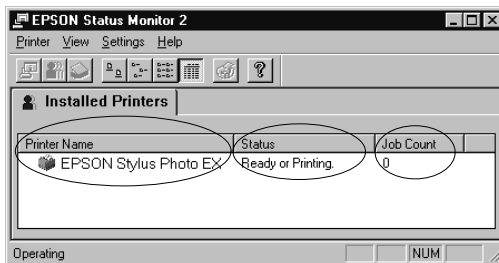 EPSON Status Monitor 2
Printer View Settings Help
Installed Printers
Printer Name Status Job Count
EPSON Stylus Photo EX Ready or Printing. 0
Operating NUM